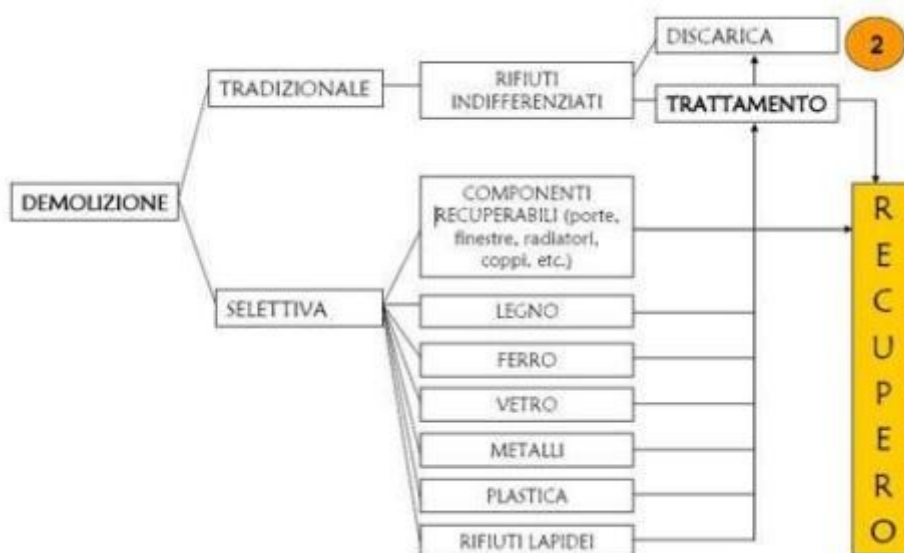 DISCARICA
2
TRADIZIONALE
RIFIUTI
INDIFFERENZIATI
TRATTAMENTO
DEMOLIZIONE
COMPONENTI
RECUPERABILI (porte,
finestre, radiatori,
coppi, etc.)
SELETTIVA
LEGNO
FERRO
VETRO
METALLI
PLASTICA
RIFIUTI LAPIDEI
RECUPERO